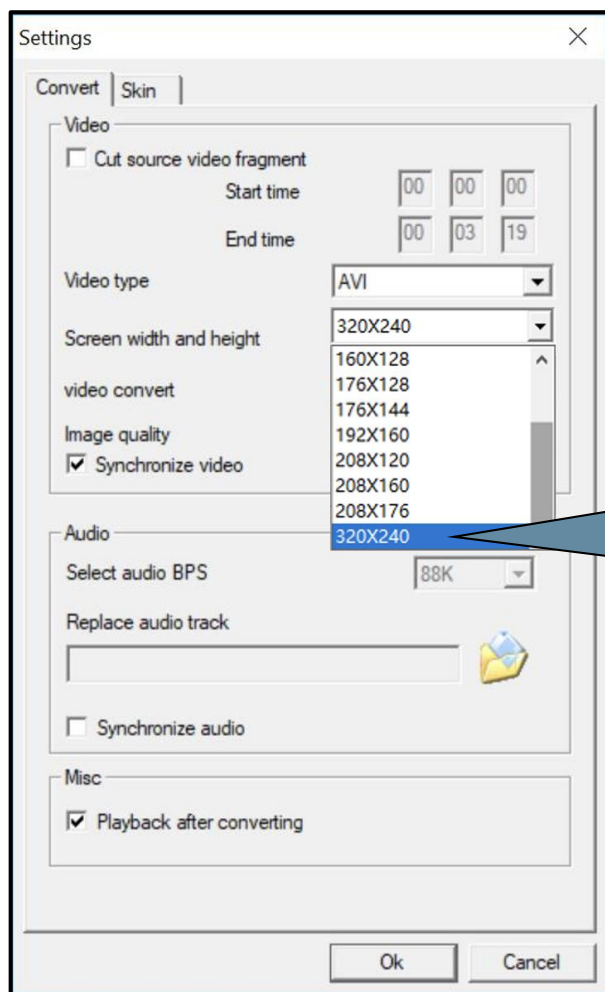 Settings
Convert Skin
Video
Cut source video fragment
Start time 00 00 00
End time 00 03 19
Video type AVI
Screen width and height 320X240
160X128
176X128
video convert
176X144
192X160
Image quality
Synchronize video
208X120
208X160
208X176
320X240
Audio
Select audio BPS 88K
Replace audio track
Synchronize audio
Misc
Playback after converting
Ok Cancel